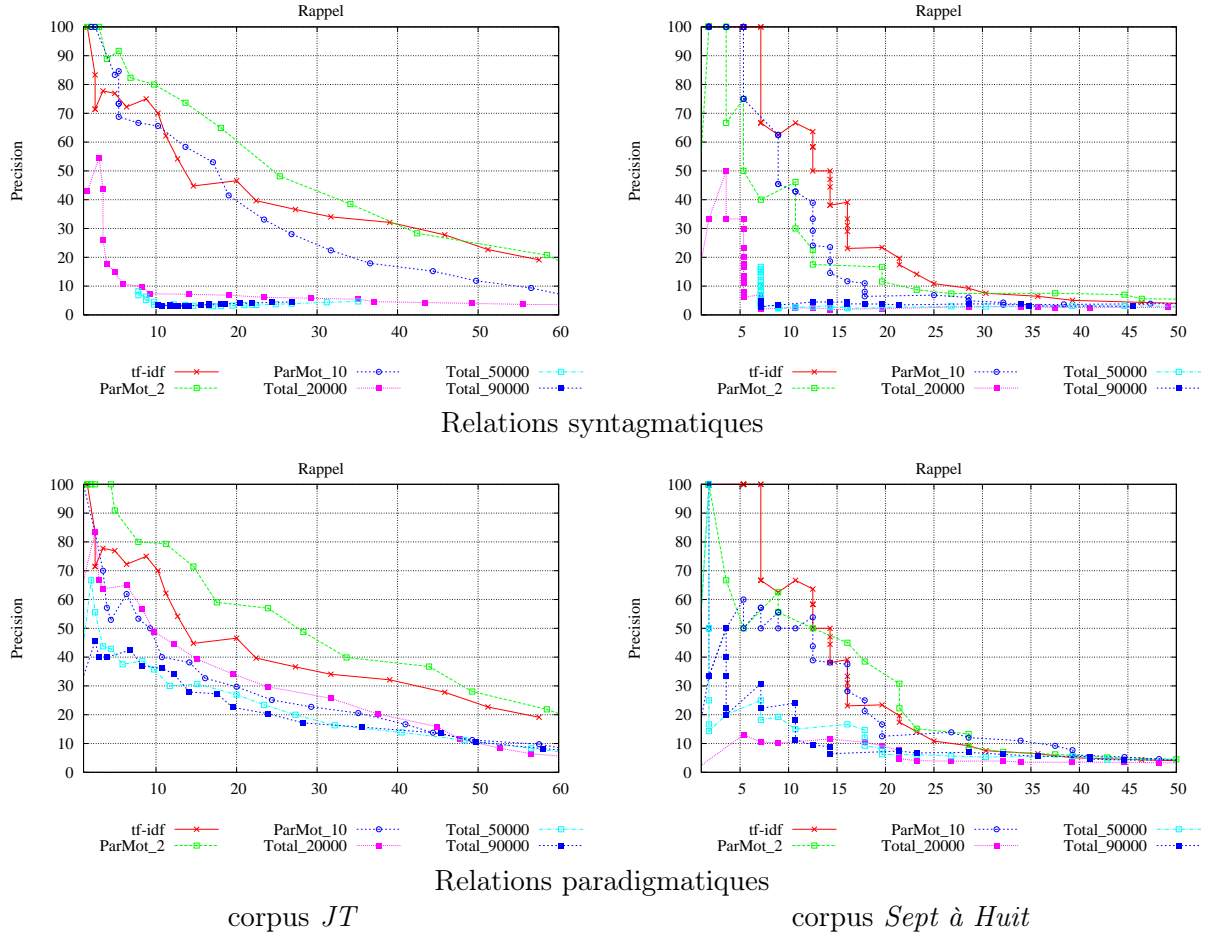 Rappel
Precision
100
90
80
70
60
50
40
30
20
10
0
10 20 30 40 50 60
tf-idf ParMot_10 Total_50000
ParMot_2 Total_20000 Total_90000
Rappel
Precision
100
90
80
70
60
50
40
30
20
10
0
5 10 15 20 25 30 35 40 45 50
tf-idf ParMot_10 Total_50000
ParMot_2 Total_20000 Total_90000
Relations syntagmatiques
Rappel
Precision
100
90
80
70
60
50
40
30
20
10
0
10 20 30 40 50 60
tf-idf ParMot_10 Total_50000
ParMot_2 Total_20000 Total_90000
Rappel
Precision
100
90
80
70
60
50
40
30
20
10
0
5 10 15 20 25 30 35 40 45 50
tf-idf ParMot_10 Total_50000
ParMot_2 Total_20000 Total_90000
Relations paradigmatiques
corpus JT
corpus Sept à Huit